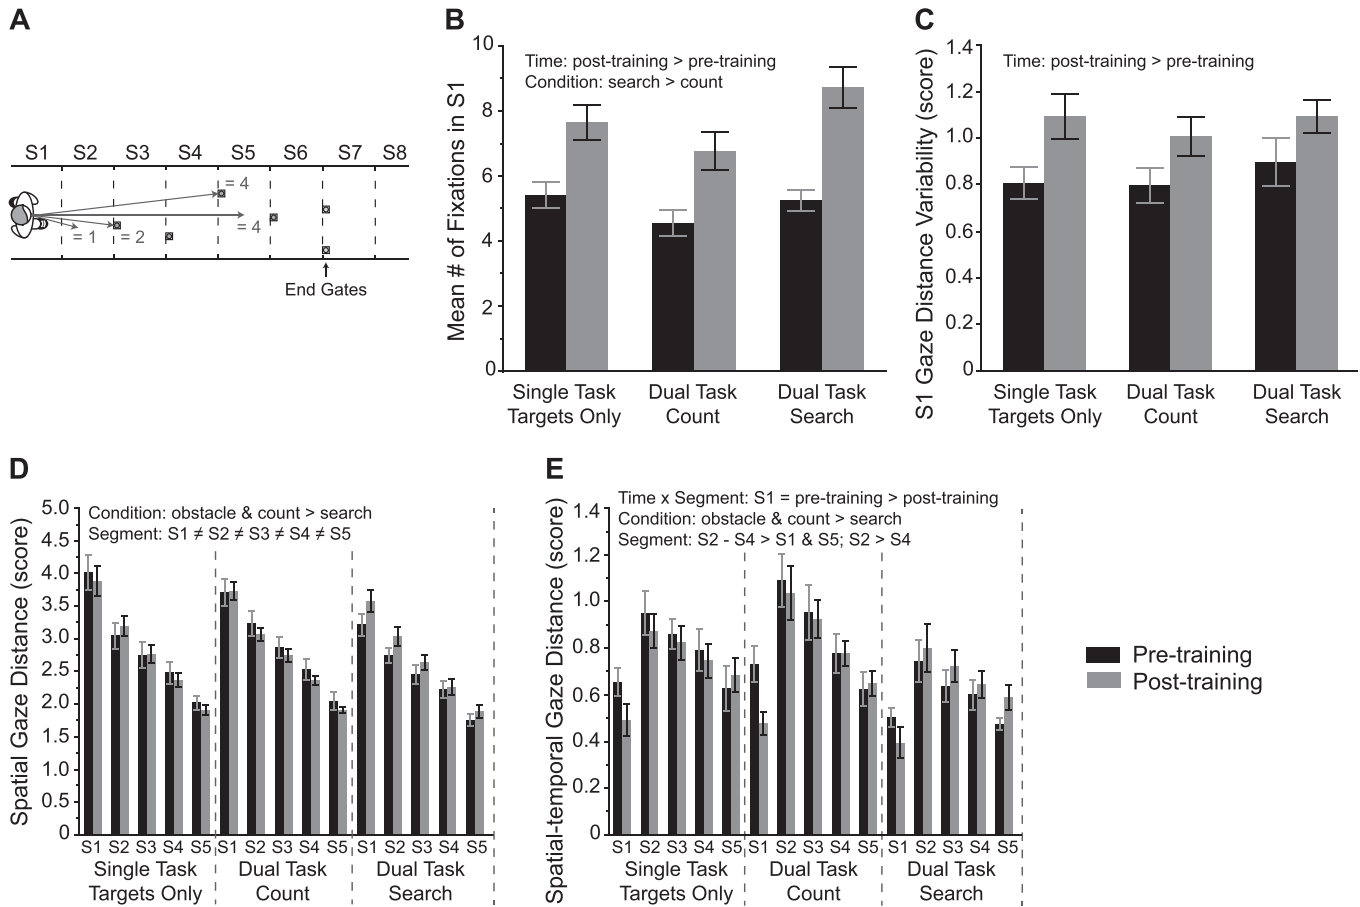 A
S1 S2 S3 S4 S5 S6 S7 S8
= 4
= 4
= 1
= 2
End Gates
B
Mean # of Fixations in S1
10
8
6
4
2
0
Time: post-training > pre-training
Condition: search > count
Single Task
Targets Only
Dual Task
Count
Dual Task
Search
C
S1 Gaze Distance Variability (score)
1.4
1.2
1.0
0.8
0.6
0.4
0.2
0
Time: post-training > pre-training
Single Task
Targets Only
Dual Task
Count
Dual Task
Search
D
Spatial Gaze Distance (score)
5.0
4.5
4.0
3.5
3.0
2.5
2.0
1.5
1.0
0.5
0
Condition: obstacle & count > search
Segment: S1 ≠ S2 ≠ S3 ≠ S4 ≠ S5
S1 S2 S3 S4 S5 S1 S2 S3 S4 S5 S1 S2 S3 S4 S5
Single Task
Targets Only
Dual Task
Count
Dual Task
Search
E
Spatial-temporal Gaze Distance (score)
1.4
1.2
1.0
0.8
0.6
0.4
0.2
0
Time x Segment: S1 = pre-training > post-training
Condition: obstacle & count > search
Segment: S2 - S4 > S1 & S5; S2 > S4
S1 S2 S3 S4 S5 S1 S2 S3 S4 S5 S1 S2 S3 S4 S5
Single Task
Targets Only
Dual Task
Count
Dual Task
Search
Pre-training
Post-training